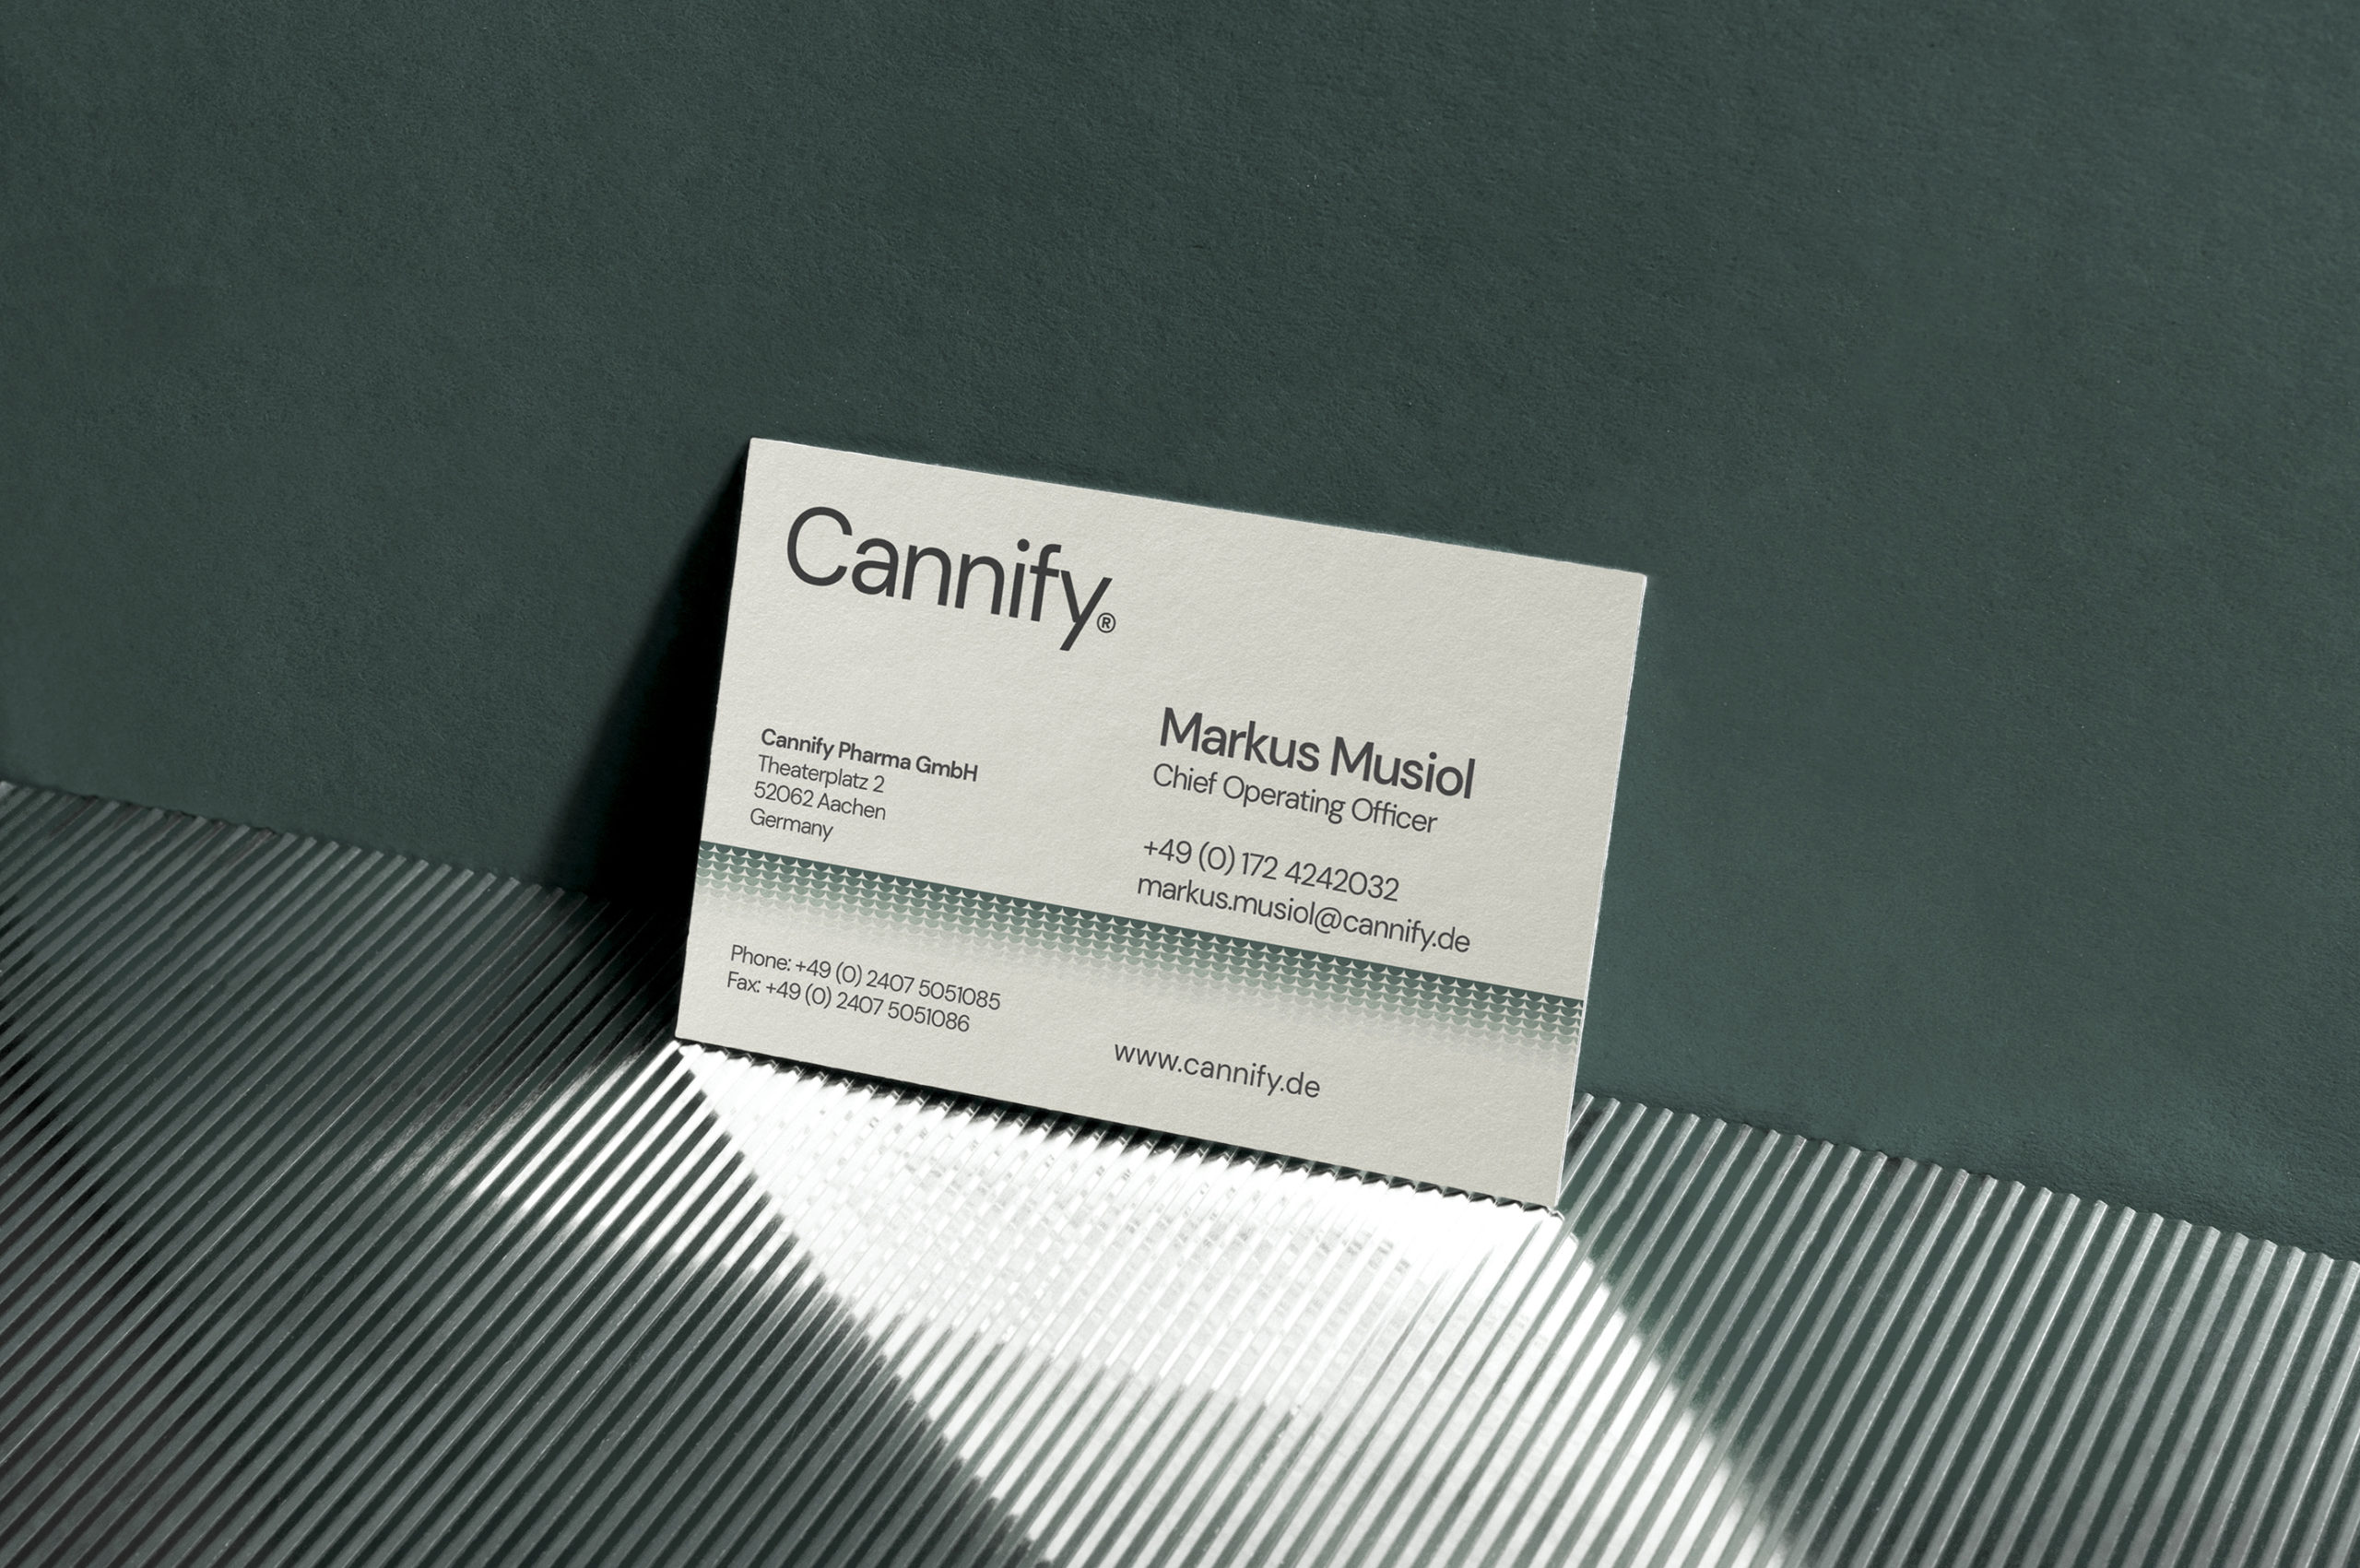 Cannify®
Cannify Pharma GmbH
Theaterplatz 2
52062 Aachen
Germany
Markus Musiol
Chief Operating Officer
+49 (0) 172 4242032
markus.musiol@cannify.de
Phone: +49 (0) 2407 5051085
Fax: +49 (0) 2407 5051086
www.cannify.de